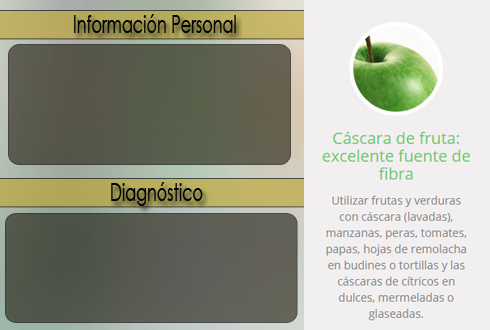 Información Personal
Diagnóstico
Cáscara de fruta:
excelente fuente de
fibra
Utilizar frutas y verduras
con cáscara (lavadas),
manzanas, peras, tomates,
papas, hojas de remolacha
en budines o tortillas y las
cáscaras de cítricos en
dulces, mermeladas o
glaseadas.